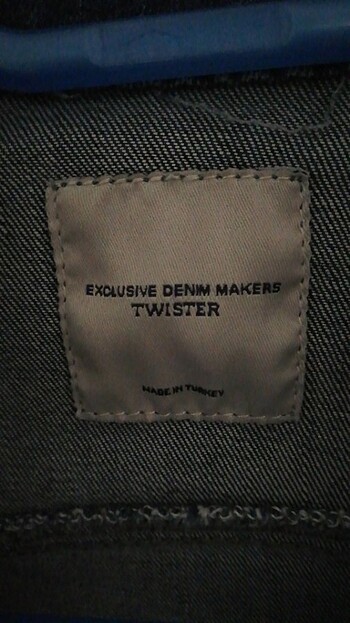 EXCLUSIVE DENIM MAKERS
TWISTER
MADE IN TURKEY